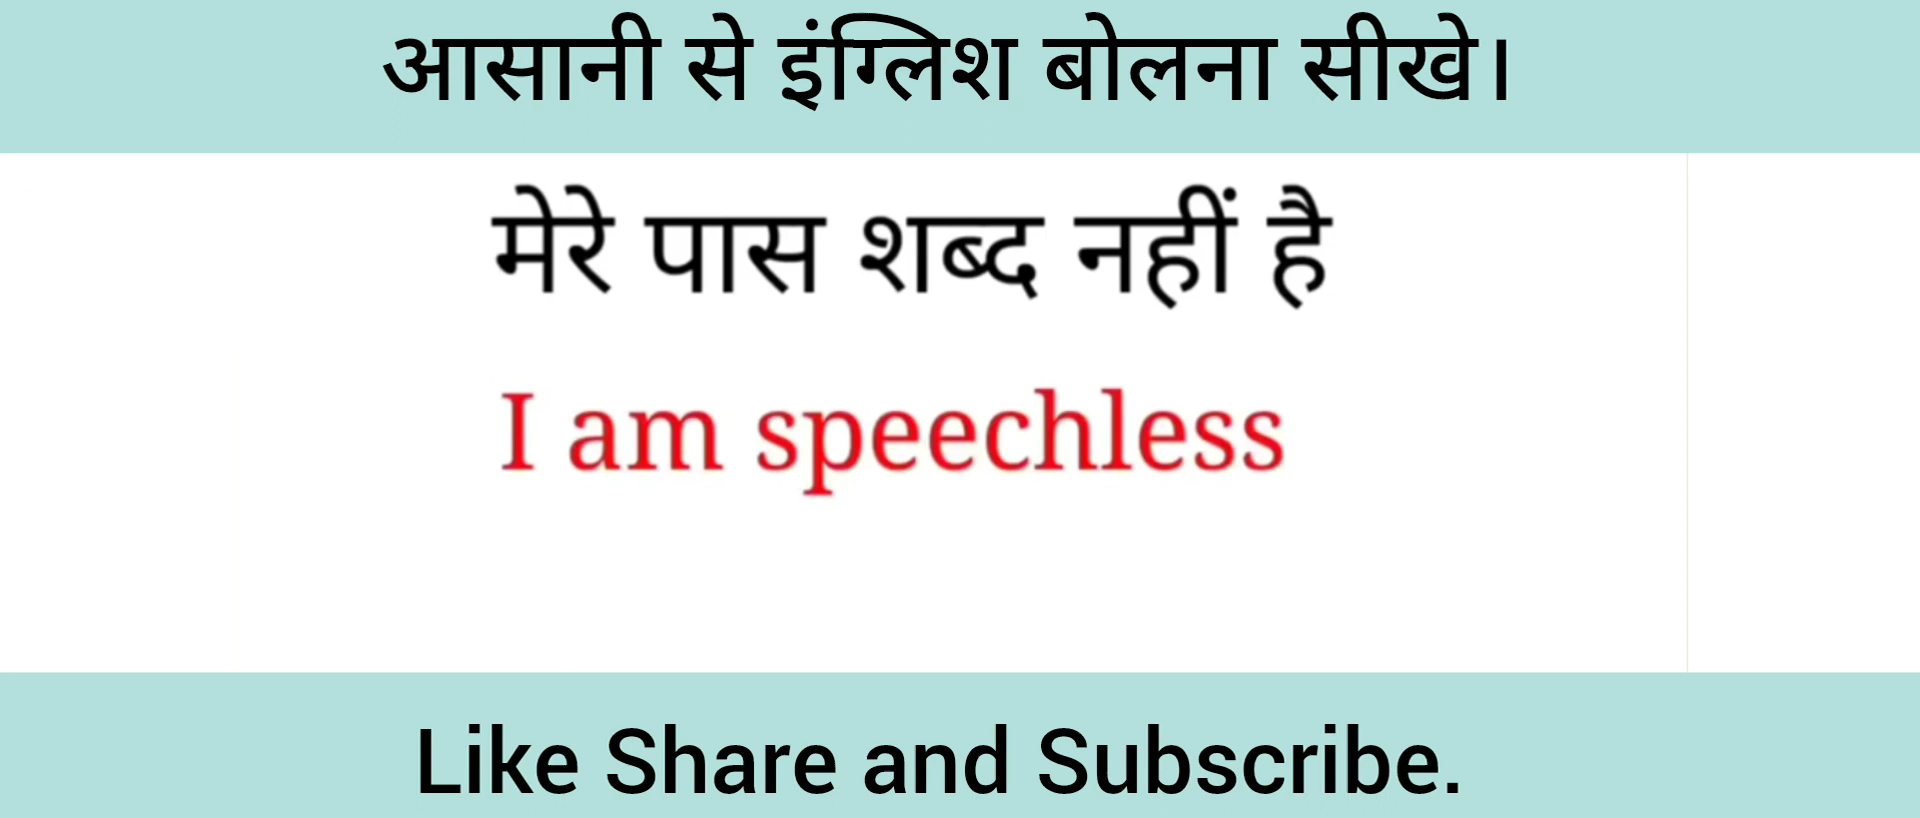 आसानी से इंग्लिश बोलना सीखे।
मेरे पास शब्द नहीं है
I am speechless
Like Share and Subscribe.